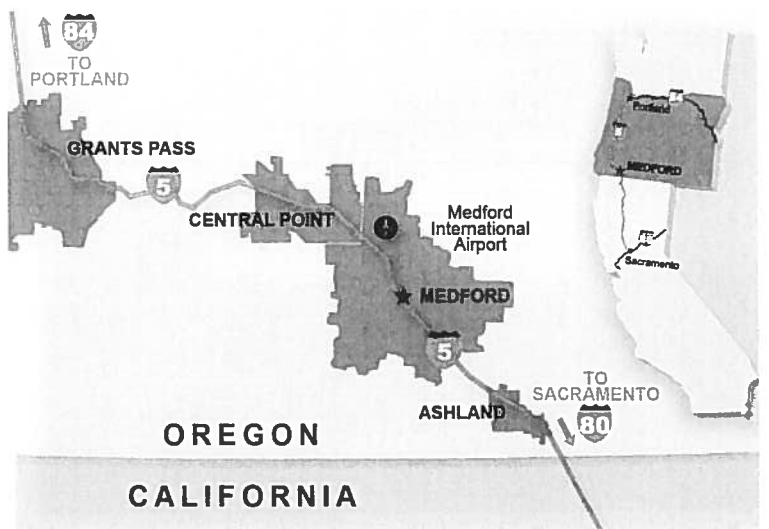 84
TO
PORTLAND
GRANTS PASS
5
CENTRAL POINT
Medford
International
Airport
MEDFORD
5
TO
SACRAMENTO
80
ASHLAND
OREGON
CALIFORNIA
Portland
MEDFORD
Sacramento